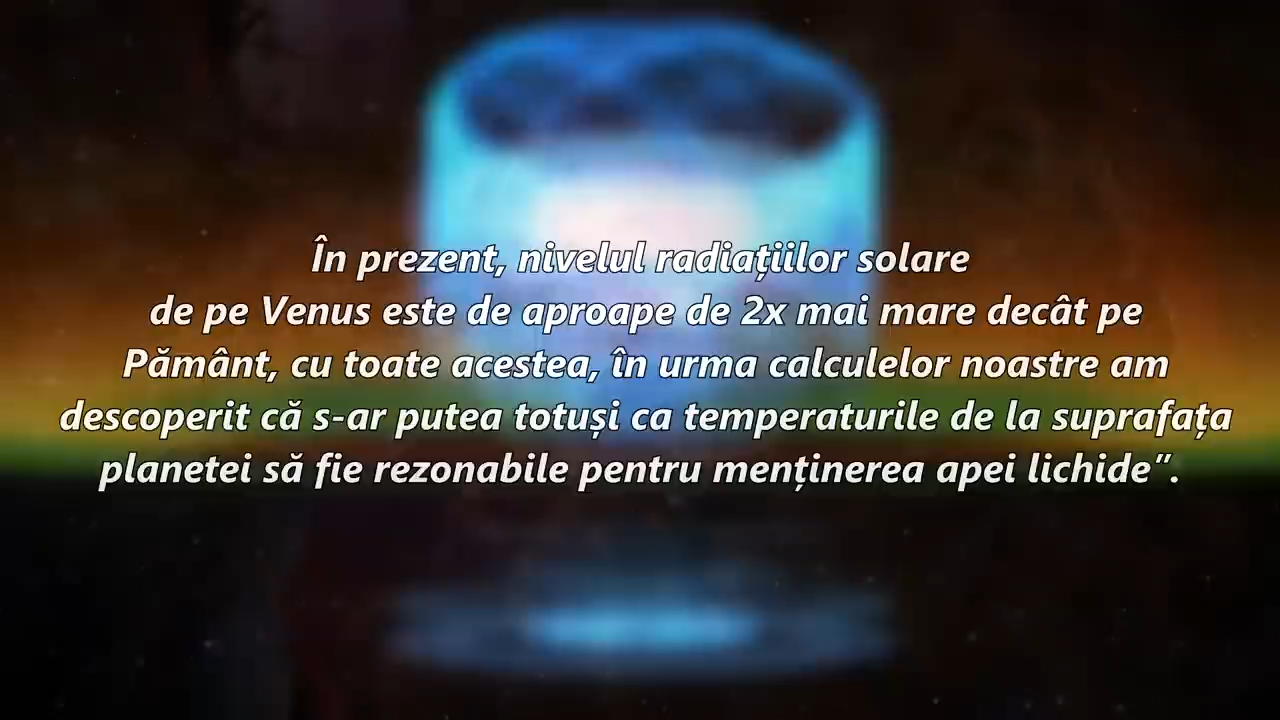 În prezent, nivelul radiațiilor solare
de pe Venus este de aproape de 2x mai mare decât pe
Pământ, cu toate acestea, în urma calculelor noastre am
descoperit că s-ar putea totuși ca temperaturile de la suprafața
planetei să fie rezonabile pentru menținerea apei lichide”.